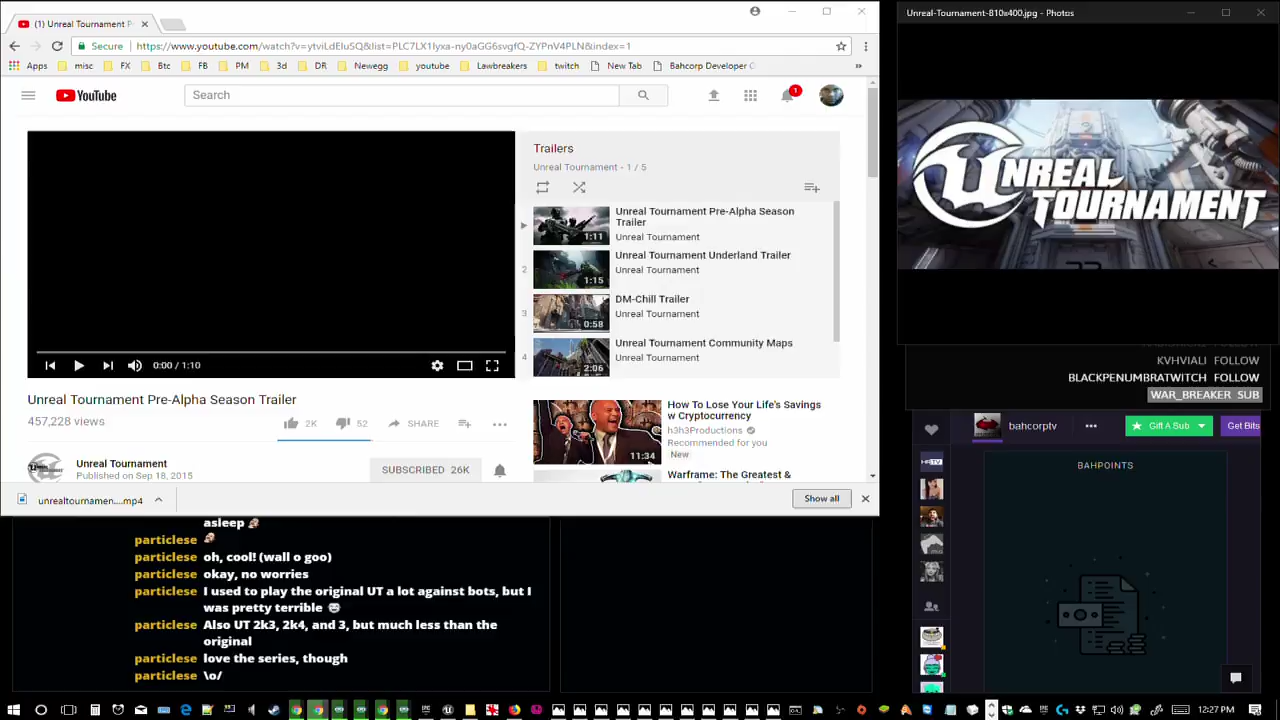 (1) Unreal Tournament P
Secure
https://www.youtube.com/watch?v=ytviLdEluSQ&list=PLC7LX1Iyxa-ny0aGG6svgfQ-ZYPnV4PLN&index=1
Apps misc FX Btc FB PM 3d DR Newegg youtube Lawbreakers twitch New Tab Bahcorp Developer C »
YouTube
Search
1
Trailers
Unreal Tournament - 1 / 5
Unreal Tournament Pre-Alpha Season
Trailer
Unreal Tournament
1:11
2
Unreal Tournament Underland Trailer
Unreal Tournament
1:15
3
DM-Chill Trailer
Unreal Tournament
0:58
4
Unreal Tournament Community Maps
Unreal Tournament
2:06
0:00 / 1:10
Unreal Tournament Pre-Alpha Season Trailer
457,228 views
2K 52 SHARE
Unreal Tournament
Published on Sep 18, 2015
SUBSCRIBED 26K
How To Lose Your Life's Savings
w Cryptocurrency
h3h3Productions
Recommended for you
New
11:34
Warframe: The Greatest &
unrealtournamen....mp4
Show all
asleep
particlese
particlese oh, cool! (wall o goo)
particlese okay, no worries
particlese I used to play the original UT a lot against bots, but I
was pretty terrible
particlese Also UT 2k3, 2k4, and 3, but much less than the
original
particlese love the series, though
particlese \o/
Unreal-Tournament-810x400.jpg - Photos
UNREAL
TOURNAMENT
KVHVIALI FOLLOW
BLACKPENUMBRATWITCH FOLLOW
WAR_BREAKER SUB
bahcorptv
Gift A Sub
Get Bits
BAHPOINTS
12:27 PM